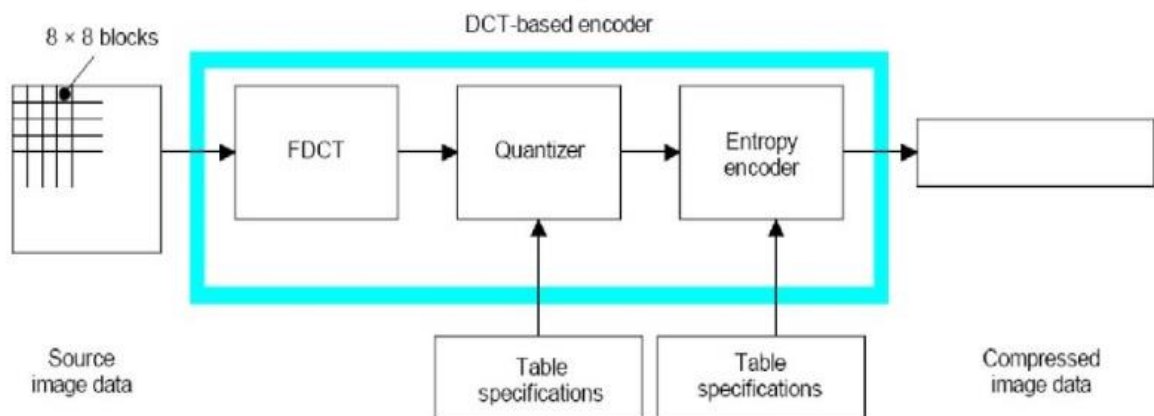 DCT-based encoder
8 × 8 blocks
FDCT
Quantizer
Entropy
encoder
Source
image data
Table
specifications
Table
specifications
Compressed
image data